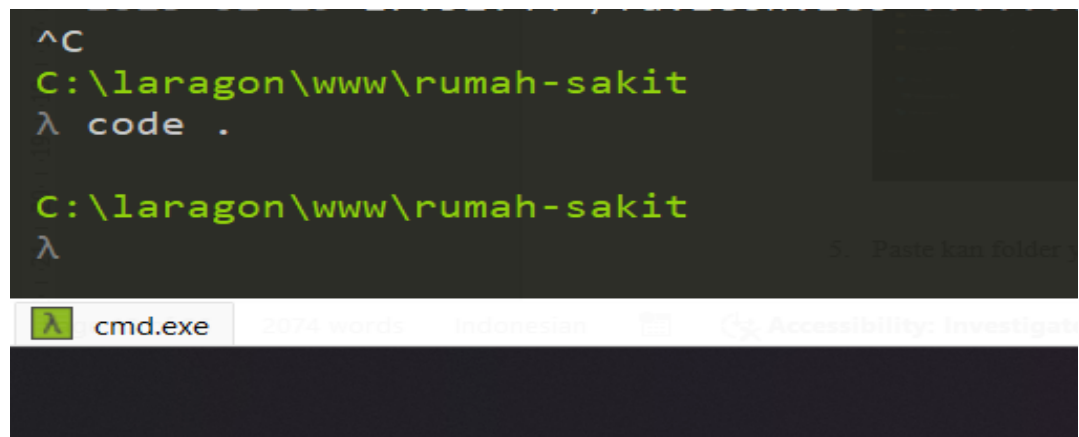 ^C
C:\laragon\www\rumah-sakit
λ code .
C:\laragon\www\rumah-sakit
λ
5. Paste kan folder y
λ cmd.exe 2074 words Indonesian Accessibility: Investigate